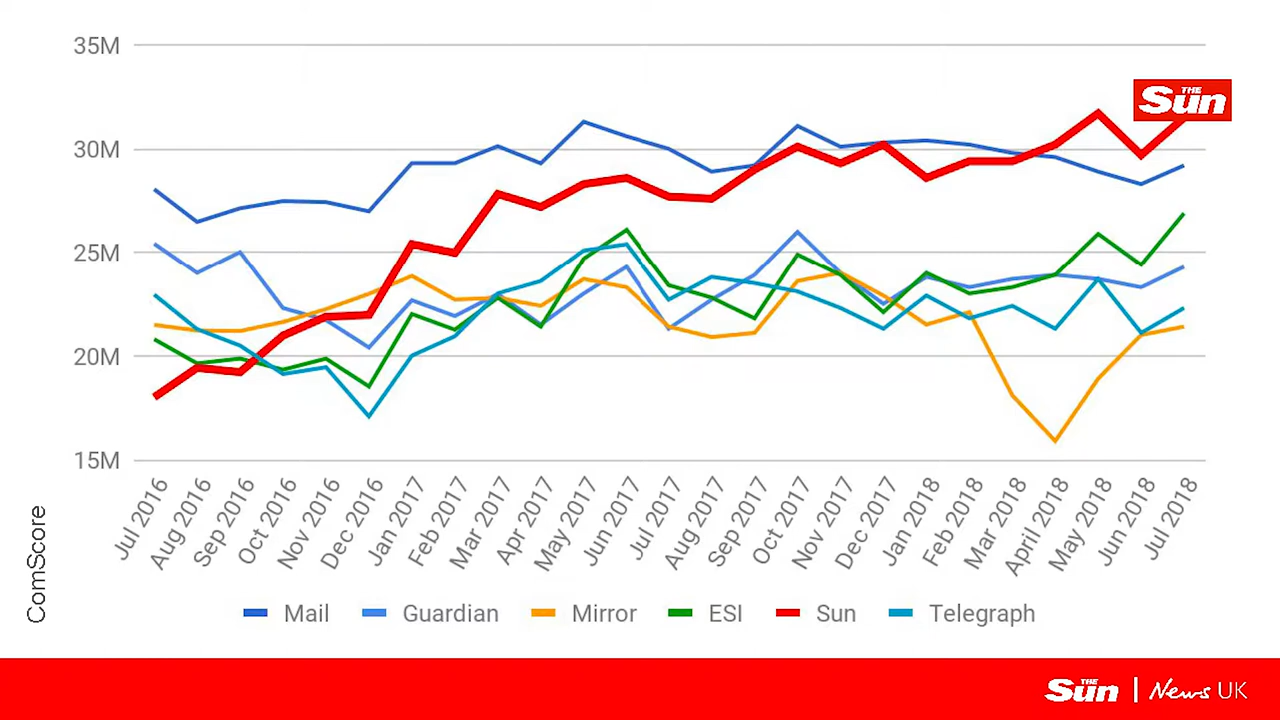 35M
THE
Sun
30M
25M
20M
15M
Jul 2016
Aug 2016
Sep 2016
Oct 2016
Nov 2016
Dec 2016
Jan 2017
Feb 2017
Mar 2017
Apr 2017
May 2017
Jun 2017
Jul 2017
Aug 2017
Sep 2017
Oct 2017
Nov 2017
Dec 2017
Jan 2018
Feb 2018
Mar 2018
April 2018
May 2018
Jun 2018
Jul 2018
ComScore
Mail Guardian Mirror ESI Sun Telegraph
THE
Sun | News UK